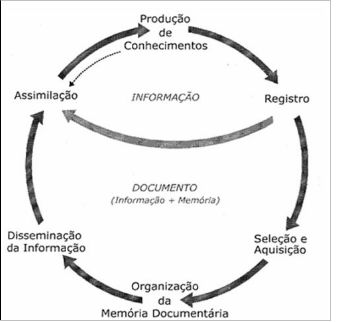 Produção
de
Conhecimentos
Assimilação
INFORMAÇÃO
Registro
DOCUMENTO
(Informação + Memória)
Disseminação
da Informação
Seleção e
Aquisição
Organização
da
Memória Documentária